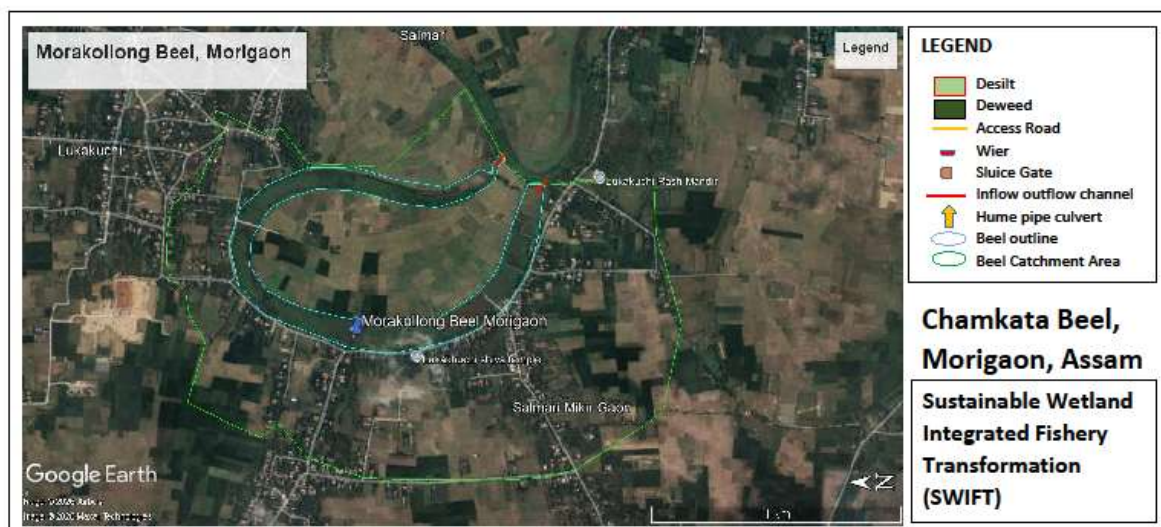 Morakollong Beel, Morigaon
Salmari
Legend
Lukakuchi
Lukakuchi Rash Mandir
Morakollong Beel Morigaon
Salmari Mikir Gaon
Google Earth
N
1 km
LEGEND
Desilt
Deweed
Access Road
Wier
Sluice Gate
Inflow outflow channel
Hume pipe culvert
Beel outline
Beel Catchment Area
Chamkata Beel,
Morigaon, Assam
Sustainable Wetland
Integrated Fishery
Transformation
(SWIFT)